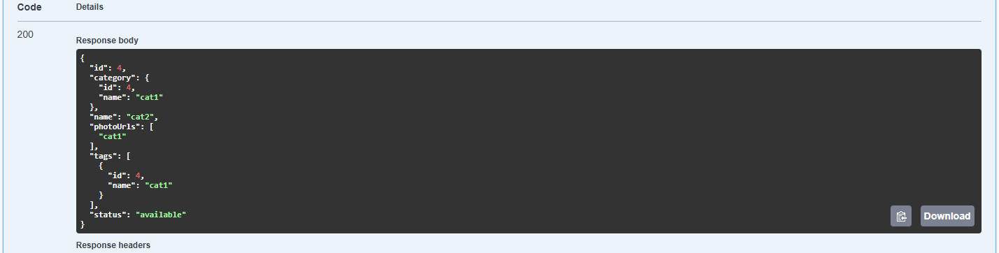 Code Details
200
Response body
{
  "id": 4,
  "category": {
    "id": 4,
    "name": "cat1"
  },
  "name": "cat2",
  "photoUrls": [
    "cat1"
  ],
  "tags": [
    {
      "id": 4,
      "name": "cat1"
    }
  ],
  "status": "available"
}
Download
Response headers